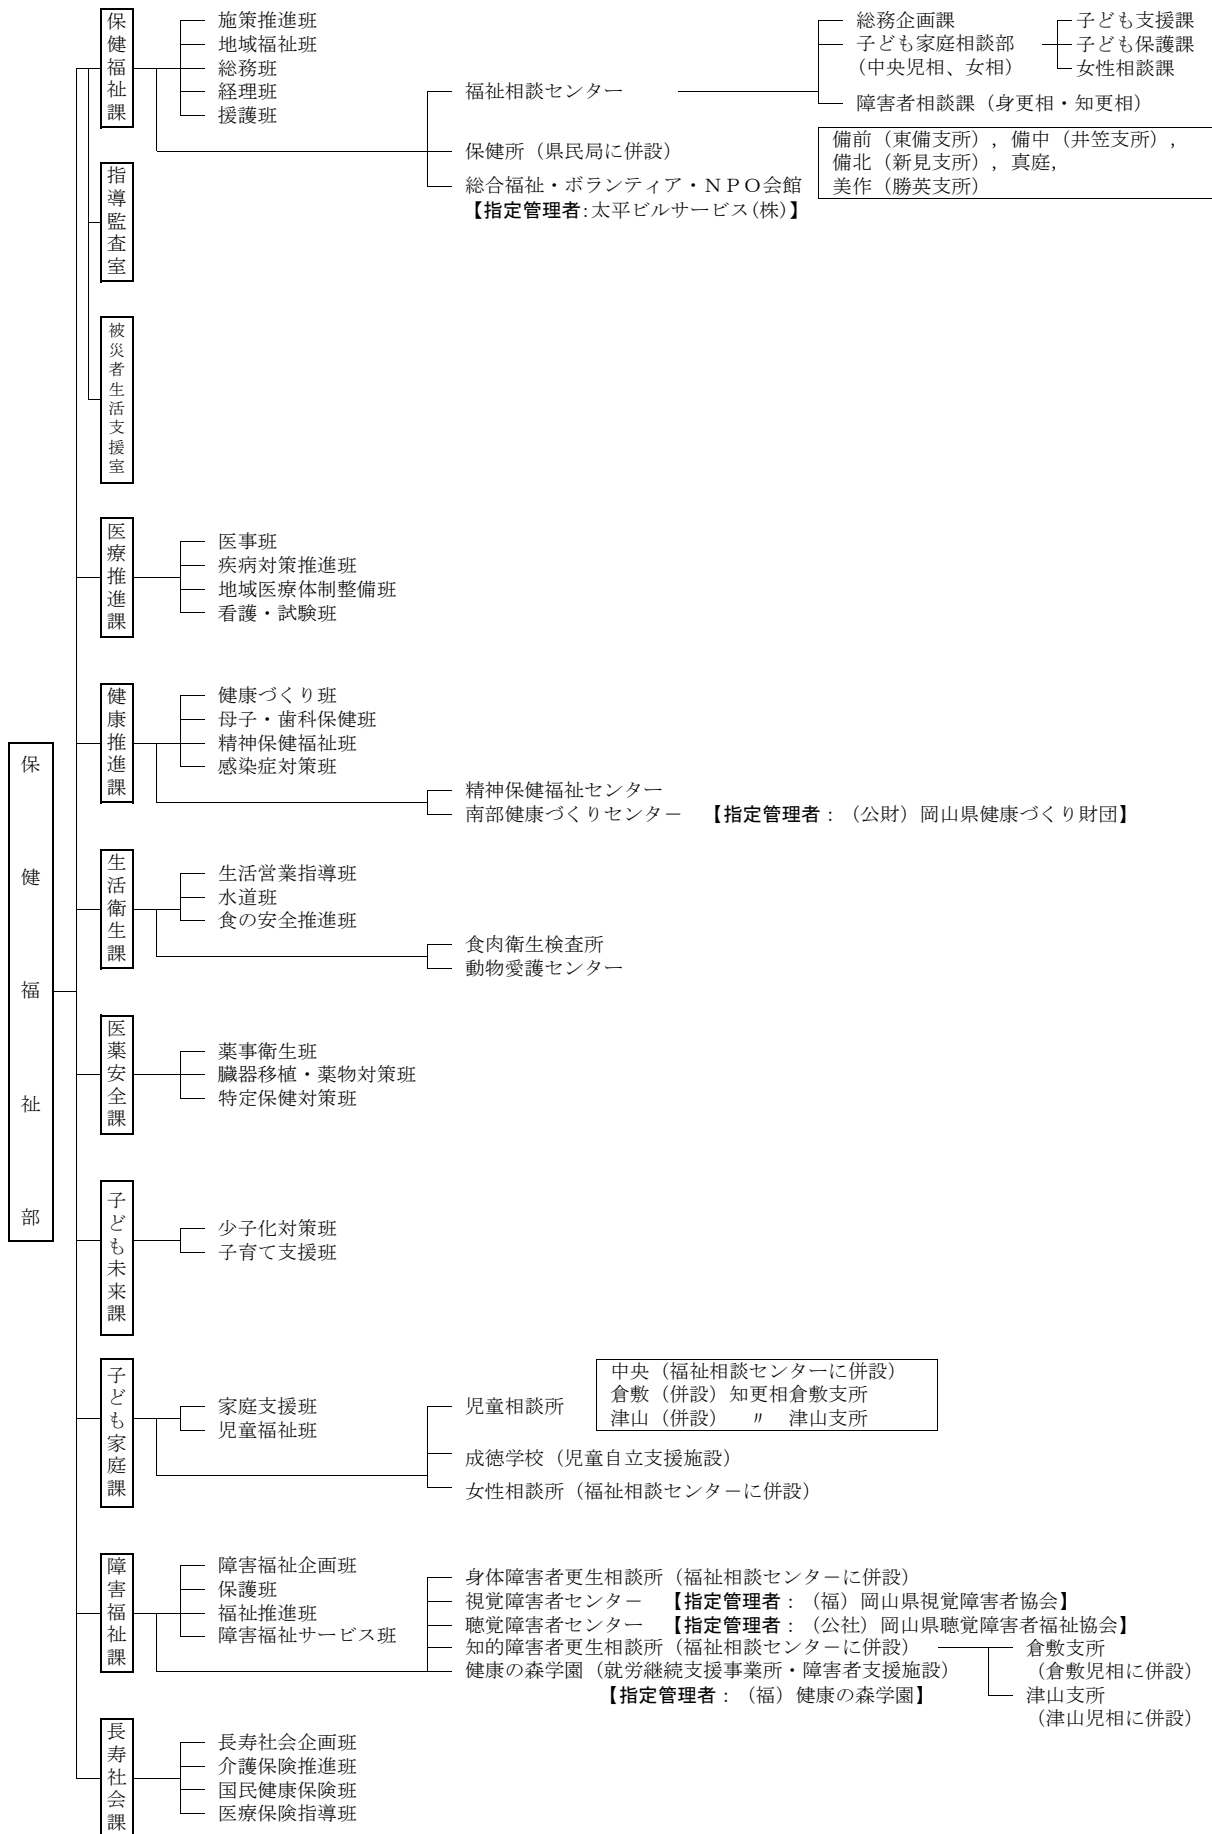 保健福祉部
保健福祉課
施策推進班
地域福祉班
総務班
経理班
援護班
福祉相談センター
総務企画課
子ども家庭相談部
（中央児相、女相）
子ども支援課
子ども保護課
女性相談課
障害者相談課（身更相・知更相）
保健所（県民局に併設）
備前（東備支所），備中（井笠支所），
備北（新見支所），真庭，
美作（勝英支所）
総合福祉・ボランティア・ＮＰＯ会館
【指定管理者：太平ビルサービス（株）】
指導監査室
被災者生活支援室
医療推進課
医事班
疾病対策推進班
地域医療体制整備班
看護・試験班
健康推進課
健康づくり班
母子・歯科保健班
精神保健福祉班
感染症対策班
精神保健福祉センター
南部健康づくりセンター　【指定管理者：（公財）岡山県健康づくり財団】
生活衛生課
生活営業指導班
水道班
食の安全推進班
食肉衛生検査所
動物愛護センター
医薬安全課
薬事衛生班
臓器移植・薬物対策班
特定保健対策班
子ども未来課
少子化対策班
子育て支援班
子ども家庭課
家庭支援班
児童福祉班
児童相談所
中央（福祉相談センターに併設）
倉敷（併設）知更相倉敷支所
津山（併設）　〃　津山支所
成徳学校（児童自立支援施設）
女性相談所（福祉相談センターに併設）
障害福祉課
障害福祉企画班
保護班
福祉推進班
障害福祉サービス班
身体障害者更生相談所（福祉相談センターに併設）
視覚障害者センター　【指定管理者：（福）岡山県視覚障害者協会】
聴覚障害者センター　【指定管理者：（公社）岡山県聴覚障害者福祉協会】
知的障害者更生相談所（福祉相談センターに併設）
倉敷支所
（倉敷児相に併設）
津山支所
（津山児相に併設）
健康の森学園（就労継続支援事業所・障害者支援施設）
【指定管理者：（福）健康の森学園】
長寿社会課
長寿社会企画班
介護保険推進班
国民健康保険班
医療保険指導班